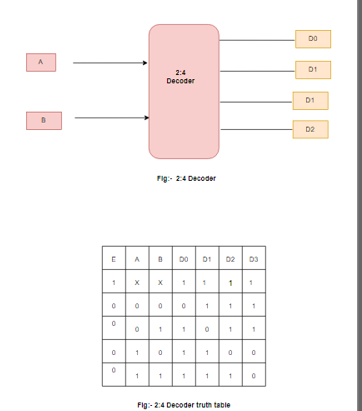 D0
A
2:4
Decoder
D1
D1
B
D2
Fig:- 2:4 Decoder
E A B D0 D1 D2 D3
1 X X 1 1 1 1
0 0 0 0 1 1 1
0 0 1 1 0 1 1
0 1 0 1 1 0 0
0 1 1 1 1 1 0
Fig:- 2:4 Decoder truth table